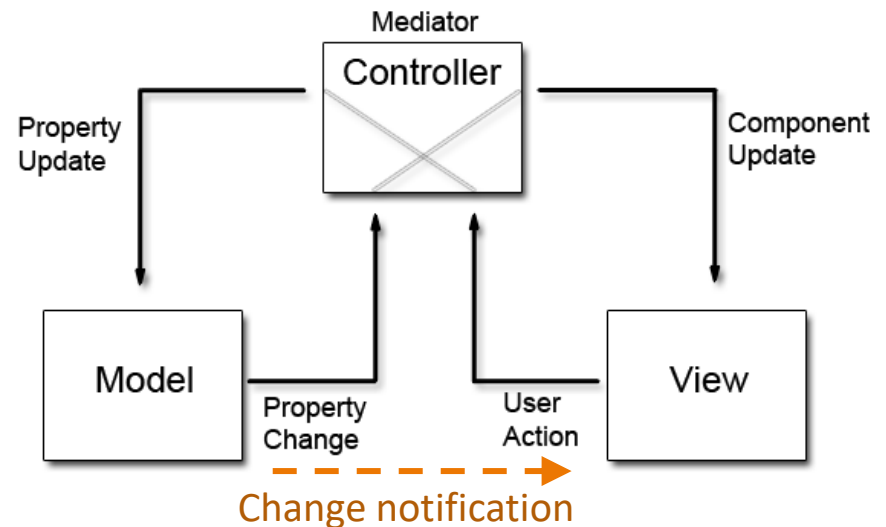 Mediator
Controller
Property
Update
Component
Update
Model
View
Property
Change
User
Action
Change notification